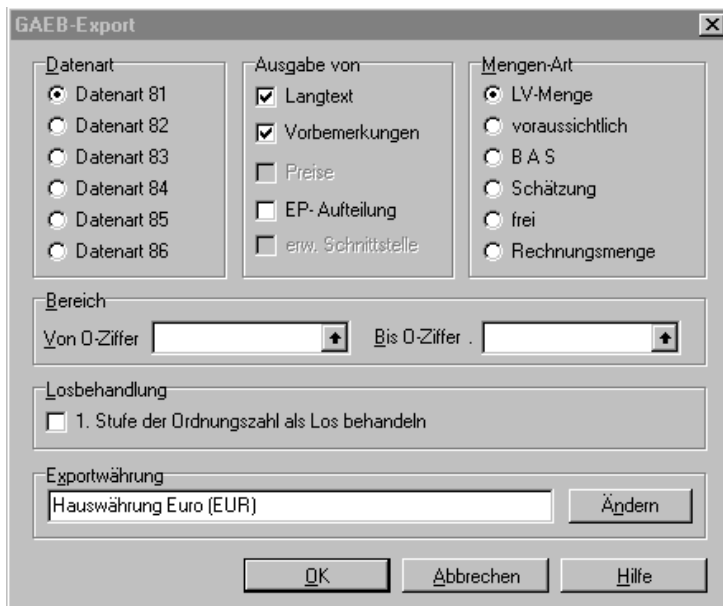 GAEB-Export
Datenart
Datenart 81
Datenart 82
Datenart 83
Datenart 84
Datenart 85
Datenart 86
Ausgabe von
Langtext
Vorbemerkungen
Preise
EP- Aufteilung
erw. Schnittstelle
Mengen-Art
LV-Menge
voraussichtlich
B A S
Schätzung
frei
Rechnungsmenge
Bereich
Von O-Ziffer
Bis O-Ziffer .
Losbehandlung
1. Stufe der Ordnungszahl als Los behandeln
Exportwährung
Hauswährung Euro (EUR)
Ändern
OK
Abbrechen
Hilfe